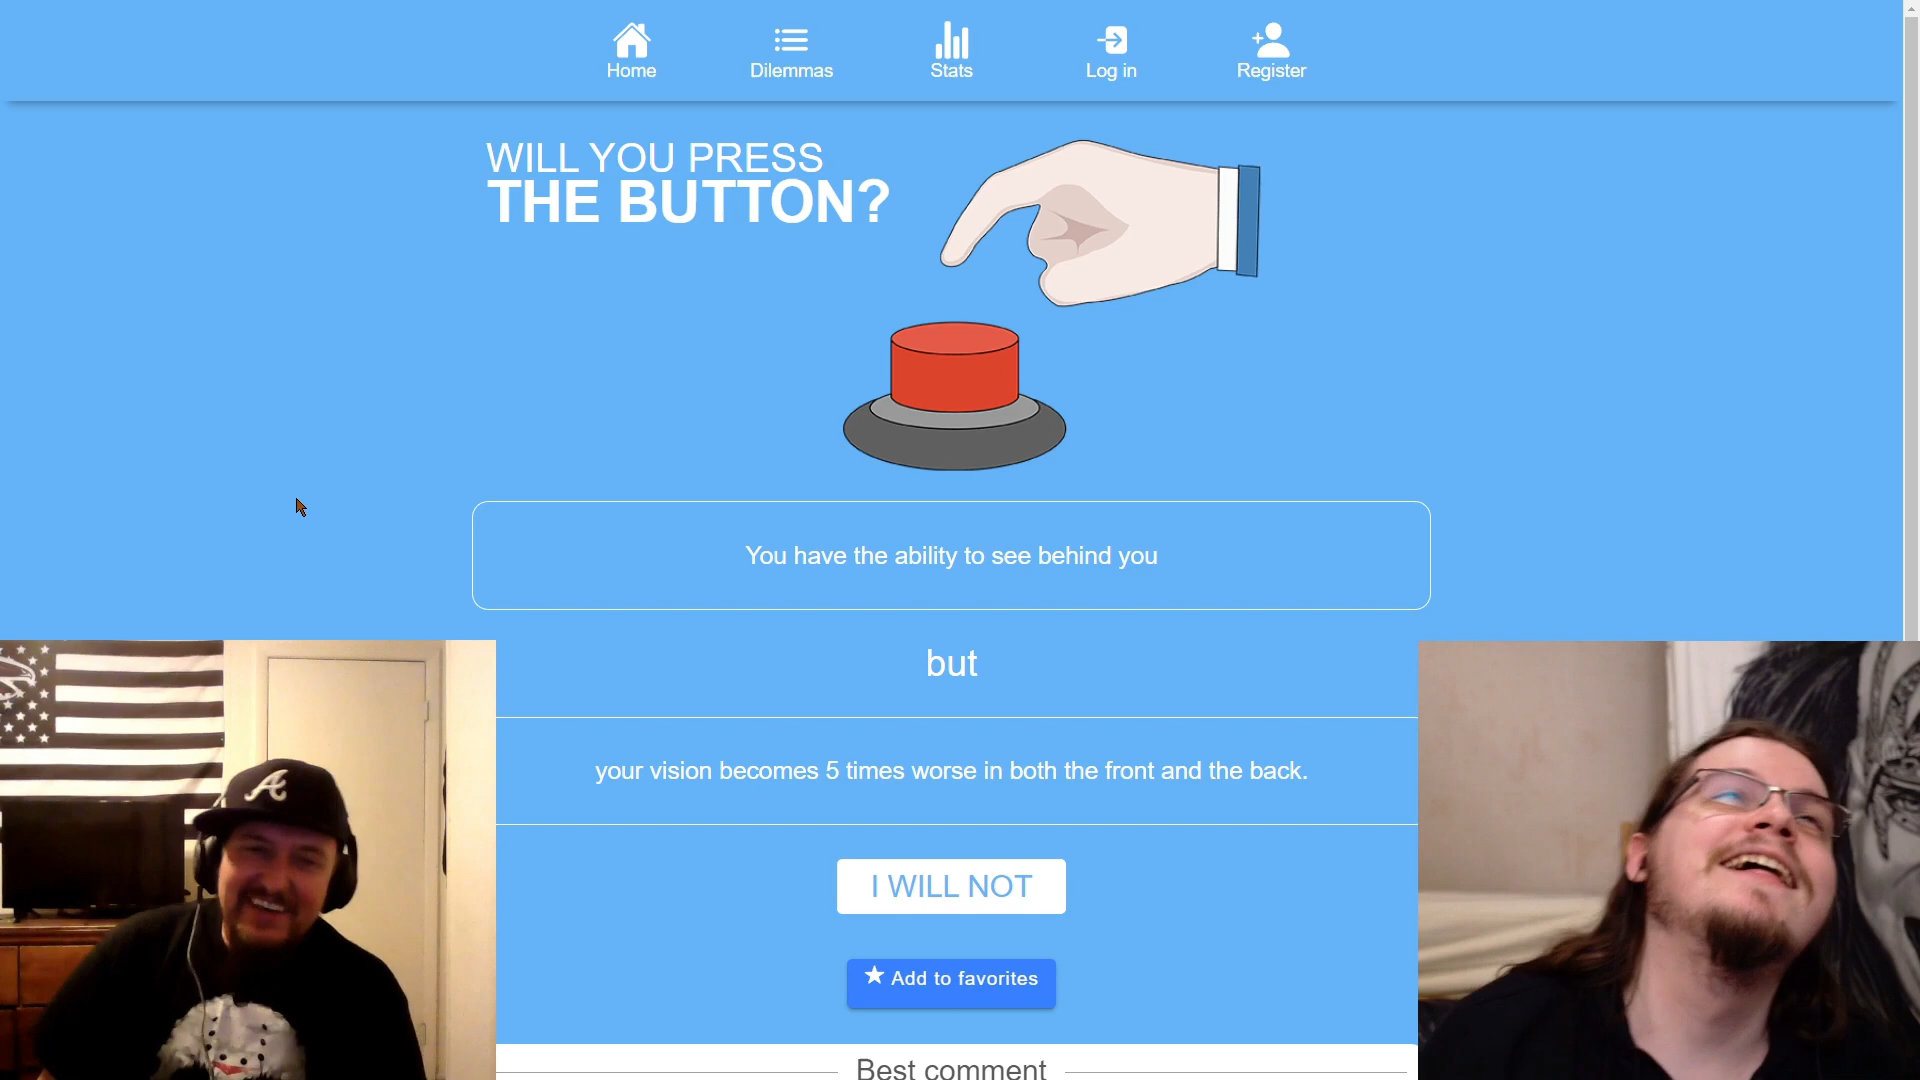 Home
Dilemmas
Stats
Log in
Register
WILL YOU PRESS
THE BUTTON?
You have the ability to see behind you
but
your vision becomes 5 times worse in both the front and the back.
I WILL NOT
Add to favorites
Best comment
A